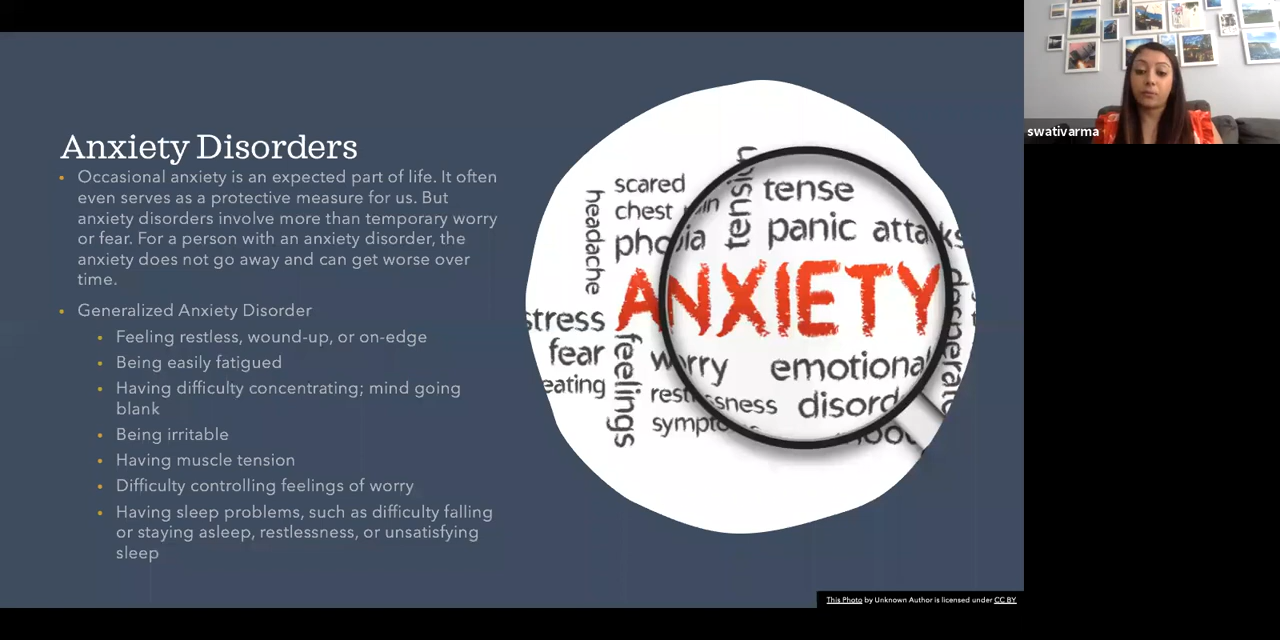 Anxiety Disorders
Occasional anxiety is an expected part of life. It often
even serves as a protective measure for us. But
anxiety disorders involve more than temporary worry
or fear. For a person with an anxiety disorder, the
anxiety does not go away and can get worse over
time.
Generalized Anxiety Disorder
Feeling restless, wound-up, or on-edge
Being easily fatigued
Having difficulty concentrating; mind going
blank
Being irritable
Having muscle tension
Difficulty controlling feelings of worry
Having sleep problems, such as difficulty falling
or staying asleep, restlessness, or unsatisfying
sleep
scared
chest
headache
tension
tense
phobia
panic attacks
ANXIETY
stress
fear
eating
feelings
worry
emotional
disord
This Photo by Unknown Author is licensed under CC BY
swativarma